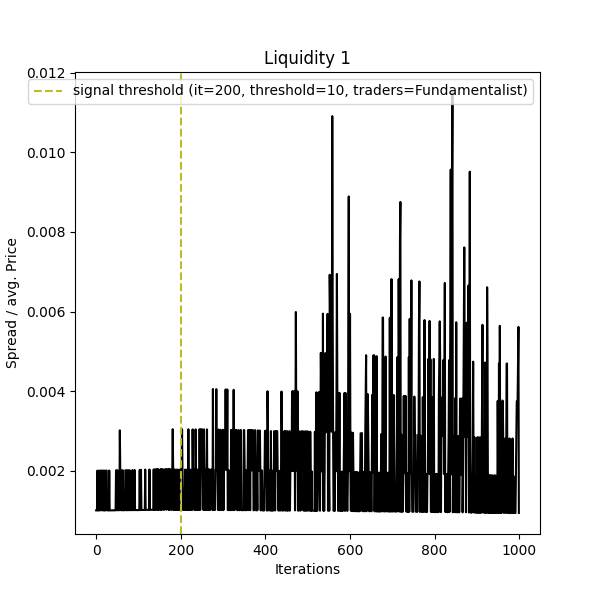 Liquidity 1
signal threshold (it=200, threshold=10, traders=Fundamentalist)
0.012
0.010
0.008
0.006
0.004
0.002
Spread / avg. Price
0 200 400 600 800 1000
Iterations